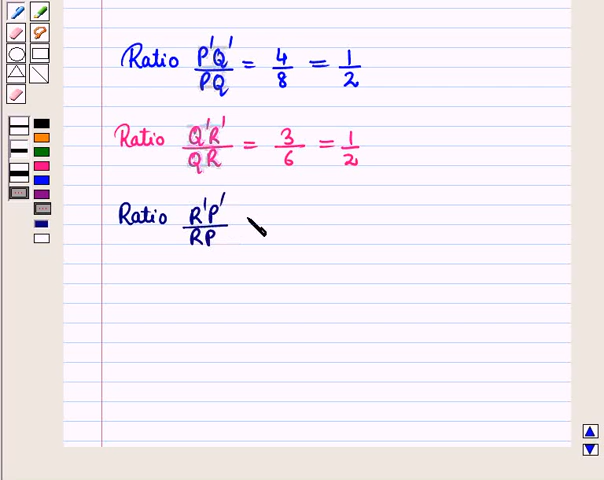 Ratio P'Q'/PQ = 4/8 = 1/2
Ratio Q'R'/QR = 3/6 = 1/2
Ratio R'P'/RP